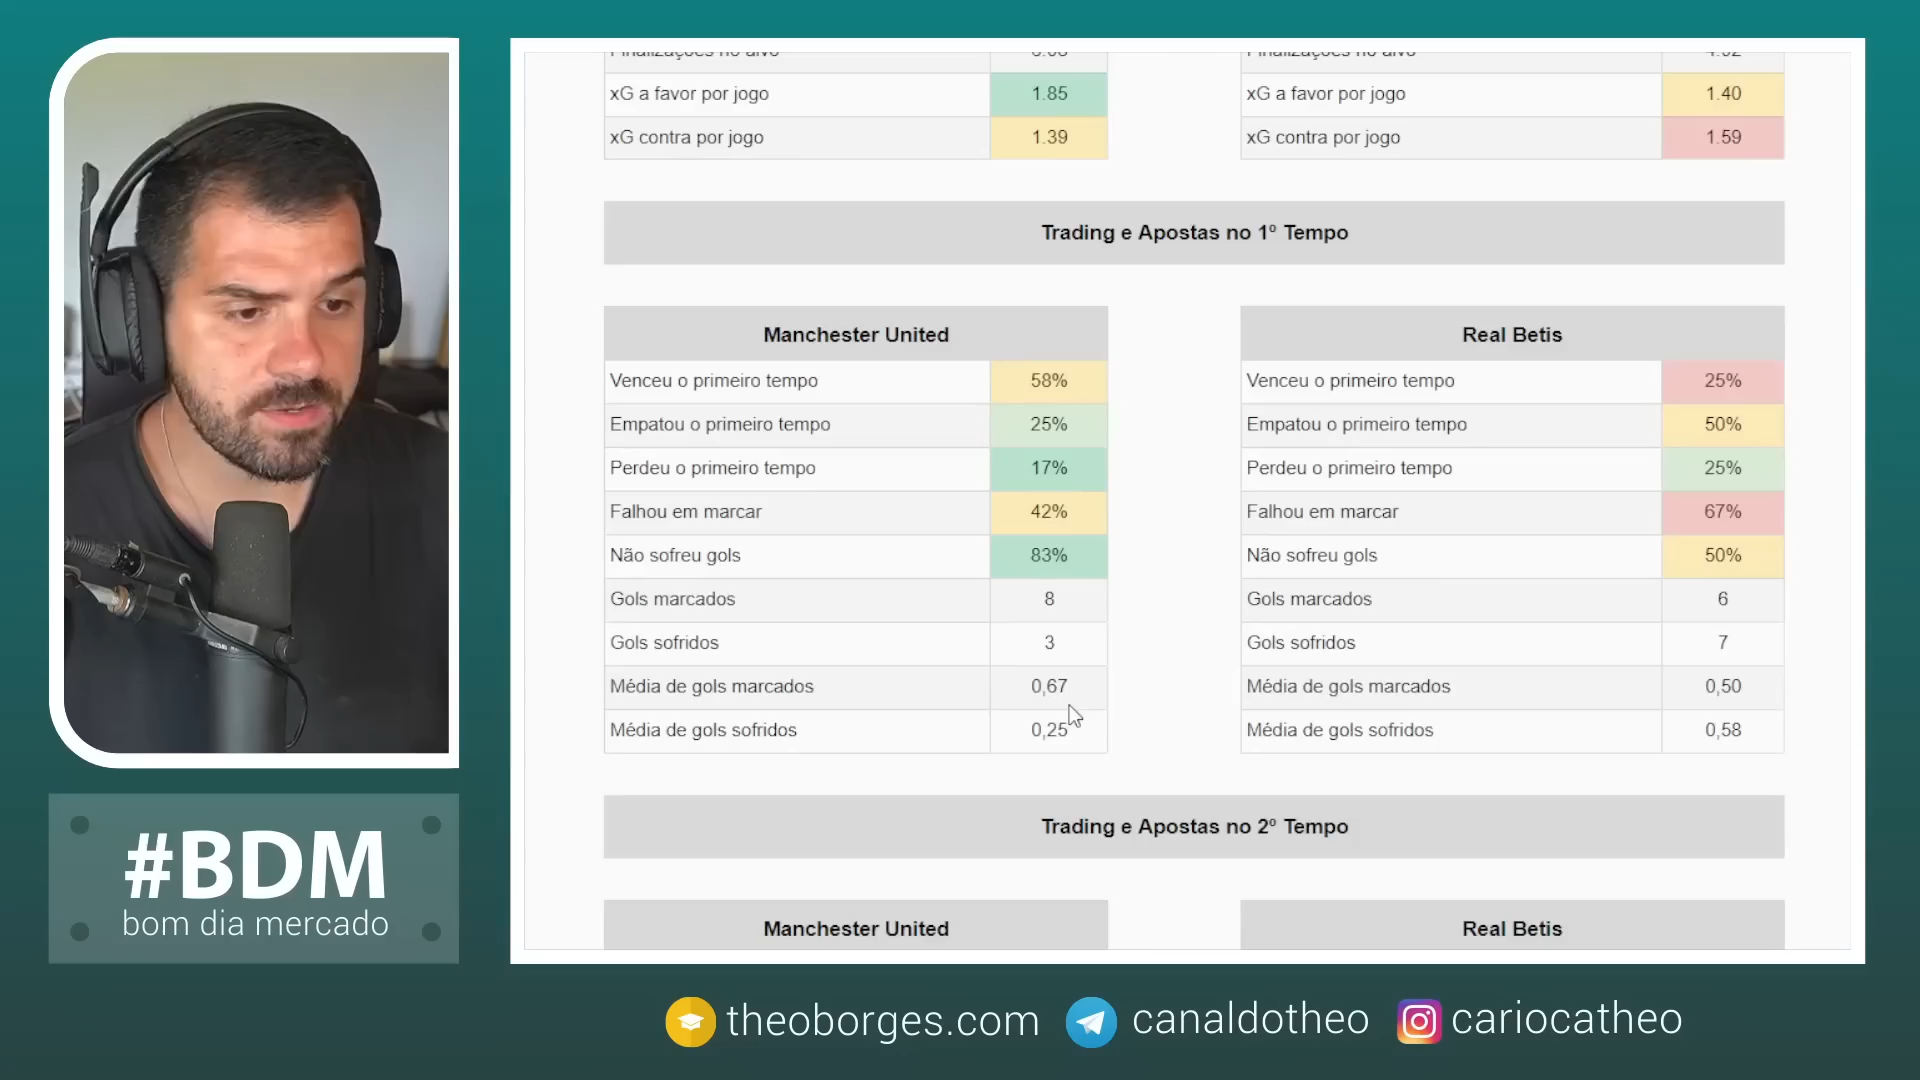 xG a favor por jogo 1.85 xG a favor por jogo 1.40
xG contra por jogo 1.39 xG contra por jogo 1.59
Trading e Apostas no 1º Tempo
Manchester United Real Betis
Venceu o primeiro tempo 58% Venceu o primeiro tempo 25%
Empatou o primeiro tempo 25% Empatou o primeiro tempo 50%
Perdeu o primeiro tempo 17% Perdeu o primeiro tempo 25%
Falhou em marcar 42% Falhou em marcar 67%
Não sofreu gols 83% Não sofreu gols 50%
Gols marcados 8 Gols marcados 6
Gols sofridos 3 Gols sofridos 7
Média de gols marcados 0,67 Média de gols marcados 0,50
Média de gols sofridos 0,25 Média de gols sofridos 0,58
Trading e Apostas no 2º Tempo
Manchester United Real Betis
#BDM
bom dia mercado
theoborges.com canaldotheo cariocatheo